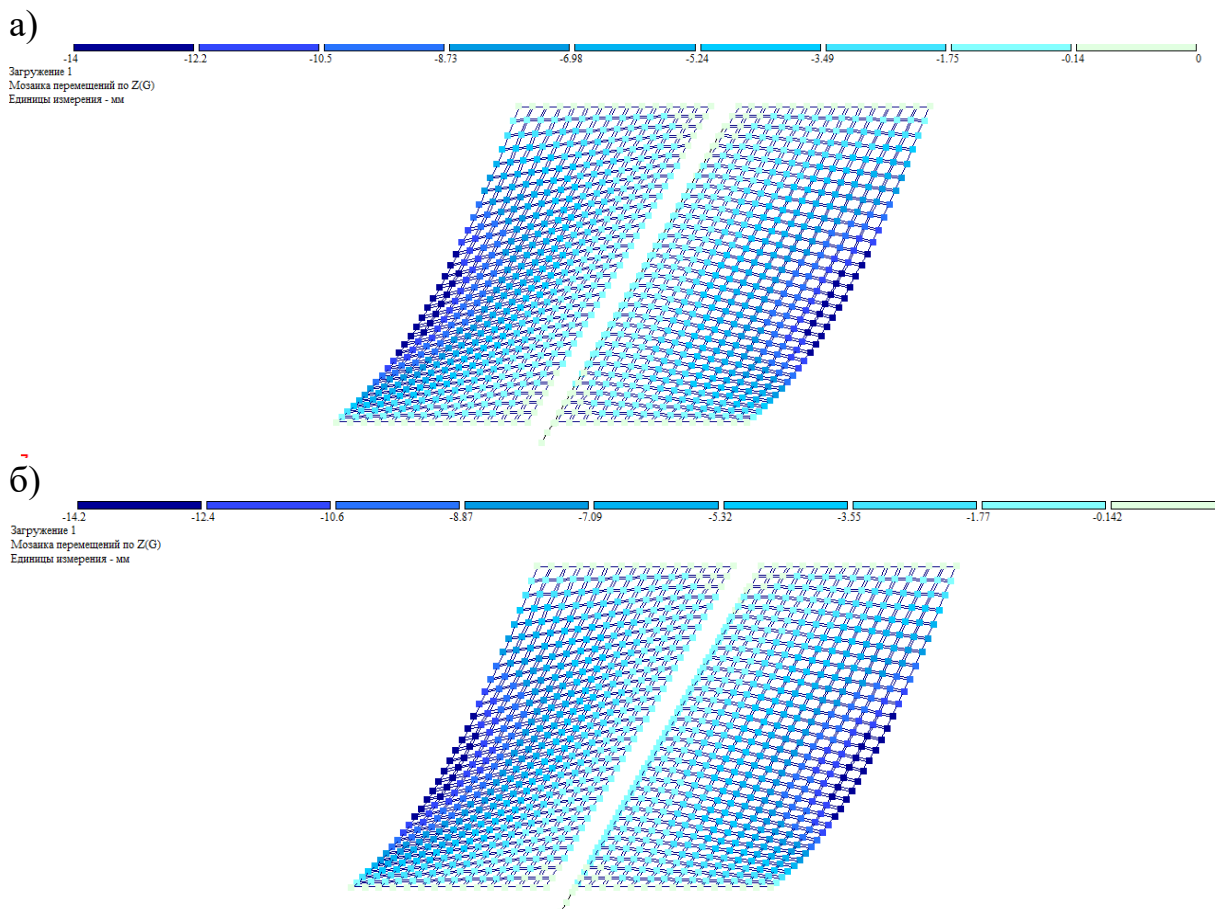 а)
-14 -12.2 -10.5 -8.73 -6.98 -5.24 -3.49 -1.75 -0.14 0
Загружение 1
Мозаика перемещений по Z(G)
Единицы измерения - мм
б)
-14.2 -12.4 -10.6 -8.87 -7.09 -5.32 -3.55 -1.77 -0.142
Загружение 1
Мозаика перемещений по Z(G)
Единицы измерения - мм